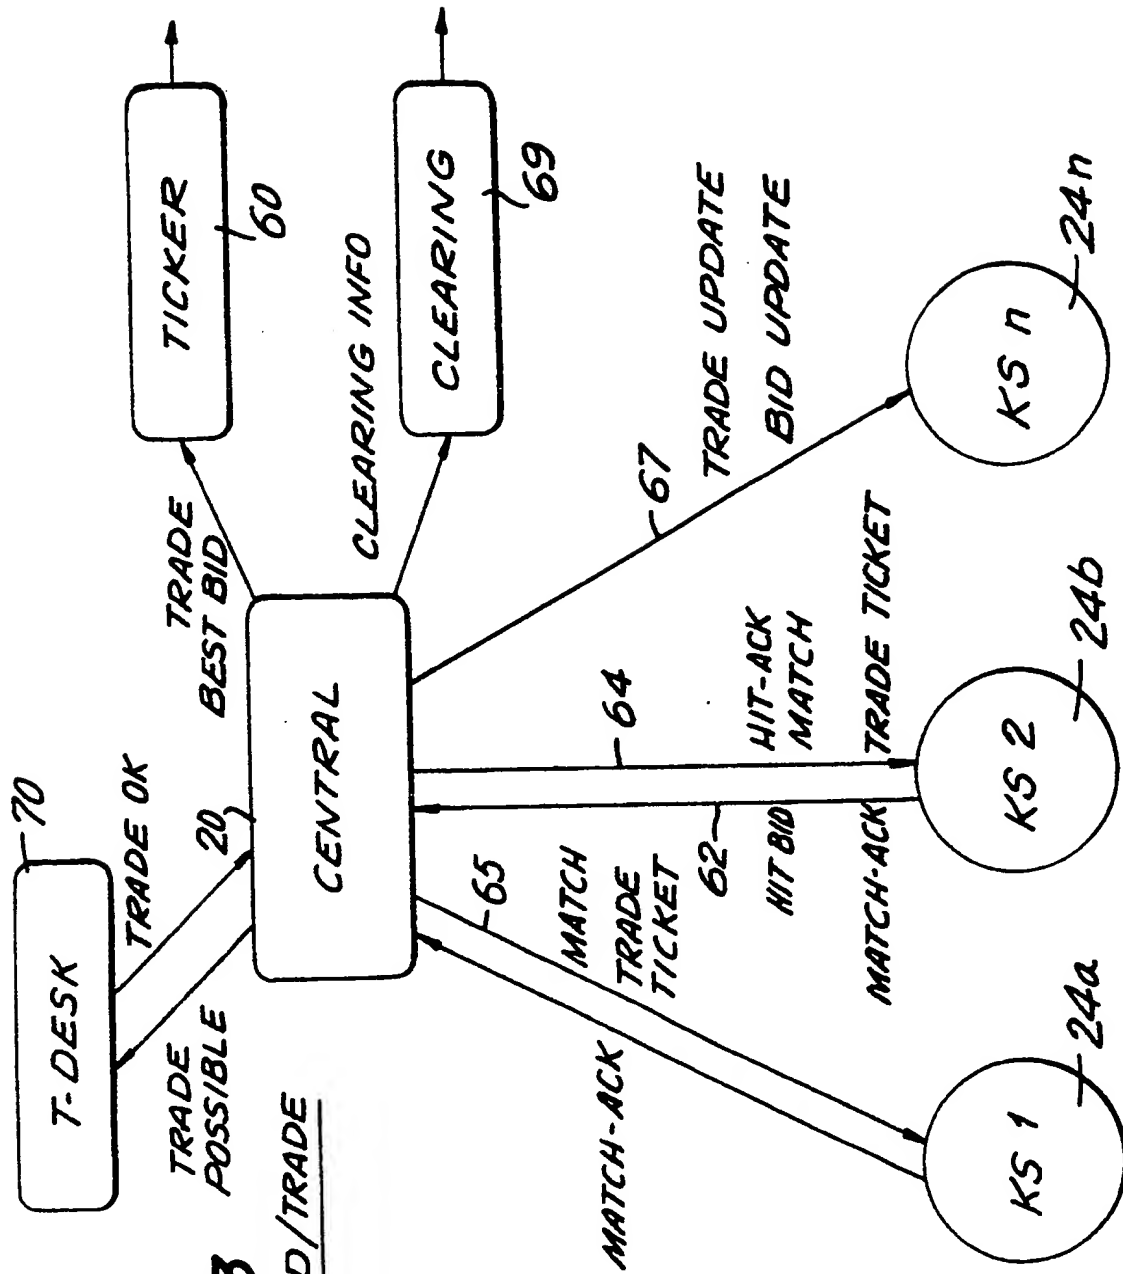 T-DESK
70
TRADE OK
TRADE
POSSIBLE
20
CENTRAL
TRADE
BEST BID
TICKER
60
CLEARING INFO
CLEARING
69
65
MATCH
TRADE
TICKET
MATCH-ACK
62
HIT BID
MATCH-ACK
64
HIT-ACK
MATCH
TRADE TICKET
67
TRADE UPDATE
BID UPDATE
KS 1
24a
KS 2
24b
KS n
24n
3
D/TRADE